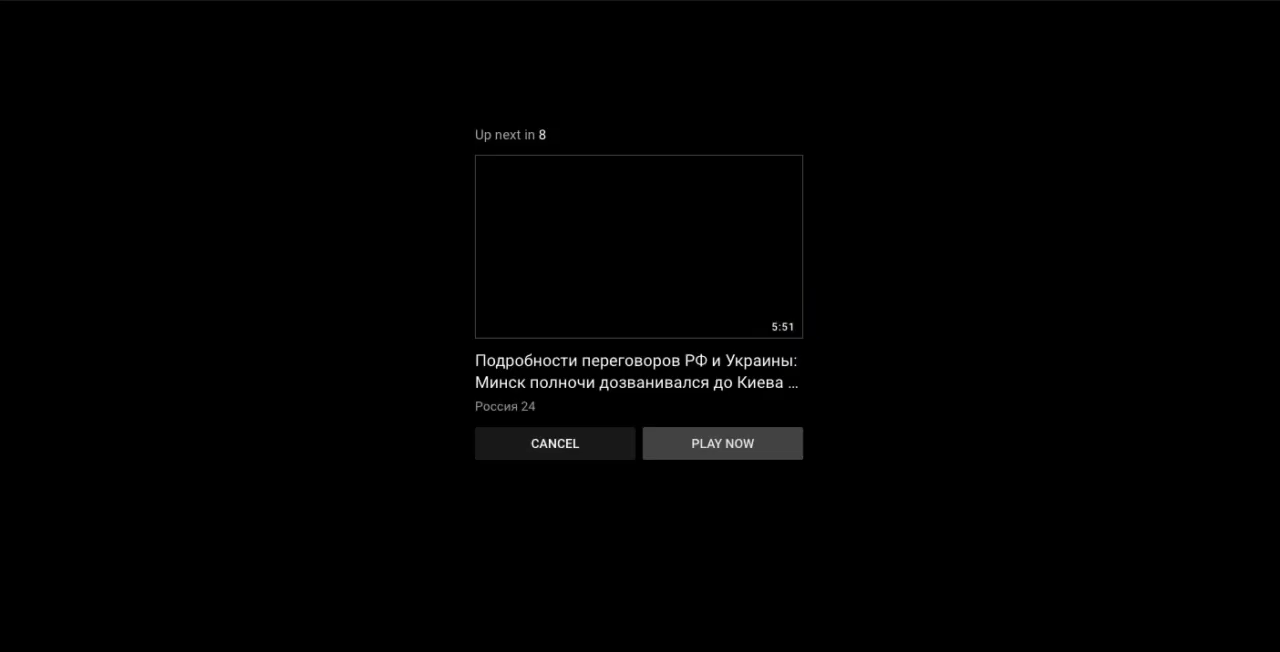 Up next in 8
5:51
Подробности переговоров РФ и Украины:
Минск полночи дозванивался до Киева ...
Россия 24
CANCEL
PLAY NOW